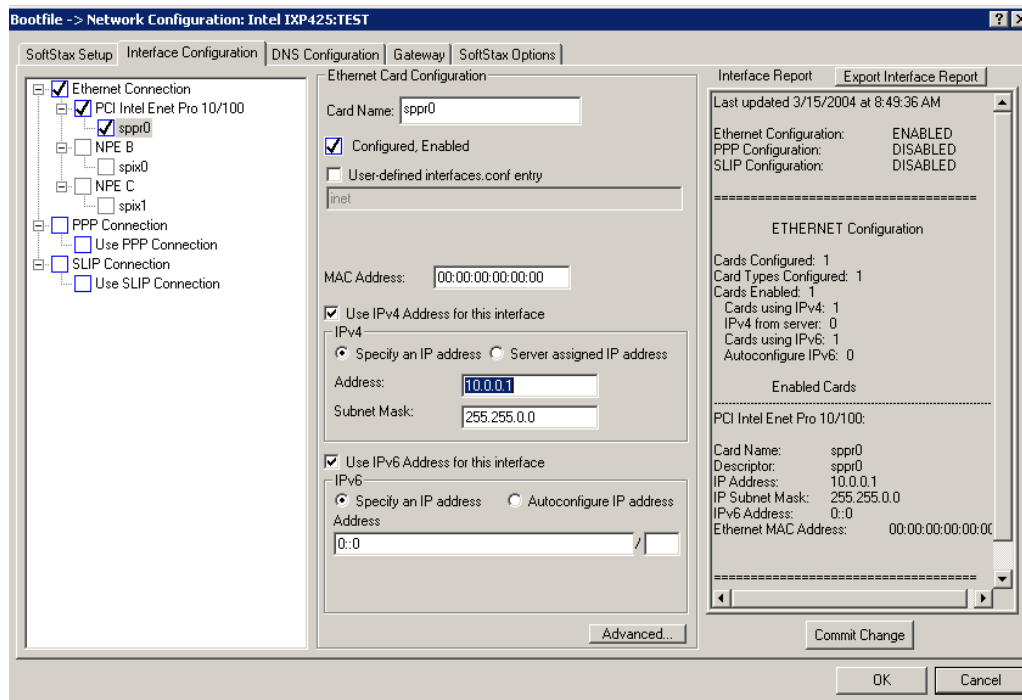 Bootfile -> Network Configuration: Intel IXP425:TEST
SoftStax Setup
Interface Configuration
DNS Configuration
Gateway
SoftStax Options
Ethernet Connection
PCI Intel Enet Pro 10/100
sppr0
NPE B
spix0
NPE C
spix1
PPP Connection
Use PPP Connection
SLIP Connection
Use SLIP Connection
Ethernet Card Configuration
Card Name: sppr0
Configured, Enabled
User-defined interfaces.conf entry
inet
MAC Address: 00:00:00:00:00:00
Use IPv4 Address for this interface
IPv4
Specify an IP address Server assigned IP address
Address: 10.0.0.1
Subnet Mask: 255.255.0.0
Use IPv6 Address for this interface
IPv6
Specify an IP address Autoconfigure IP address
Address
0::0 /
Advanced...
Interface Report Export Interface Report
Last updated 3/15/2004 at 8:49:36 AM
Ethernet Configuration: ENABLED
PPP Configuration: DISABLED
SLIP Configuration: DISABLED
====================================
ETHERNET Configuration
Cards Configured: 1
Card Types Configured: 1
Cards Enabled: 1
Cards using IPv4: 1
IPv4 from server: 0
Cards using IPv6: 1
Autoconfigure IPv6: 0
Enabled Cards
PCI Intel Enet Pro 10/100:
Card Name: sppr0
Descriptor: sppr0
IP Address: 10.0.0.1
IP Subnet Mask: 255.255.0.0
IPv6 Address: 0::0
Ethernet MAC Address: 00:00:00:00:00:00
====================================
Commit Change
OK Cancel